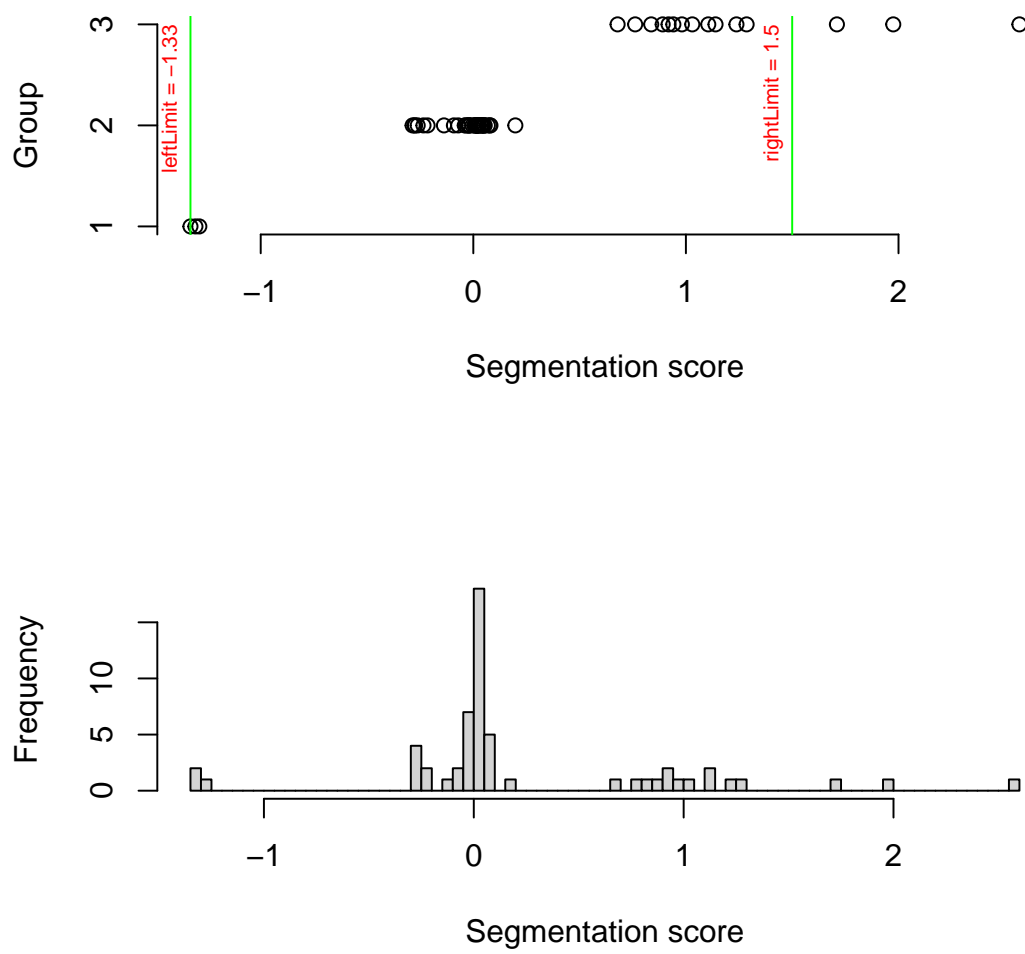 Group
3
2
1
leftLimit = −1.33
rightLimit = 1.5
−1
0
1
2
Segmentation score
Frequency
10
5
0
−1
0
1
2
Segmentation score